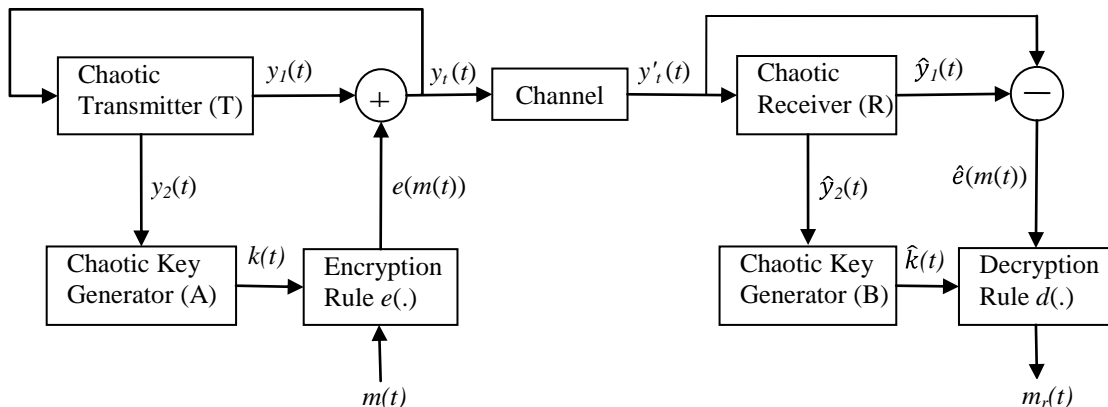 Chaotic
Transmitter (T)
y₁(t)
+
yₜ(t)
Channel
y′ₜ(t)
Chaotic
Receiver (R)
ŷ₁(t)
—
y₂(t)
e(m(t))
ŷ₂(t)
ê(m(t))
Chaotic Key
Generator (A)
k(t)
Encryption
Rule e(.)
Chaotic Key
Generator (B)
k̂(t)
Decryption
Rule d(.)
m(t)
mᵣ(t)